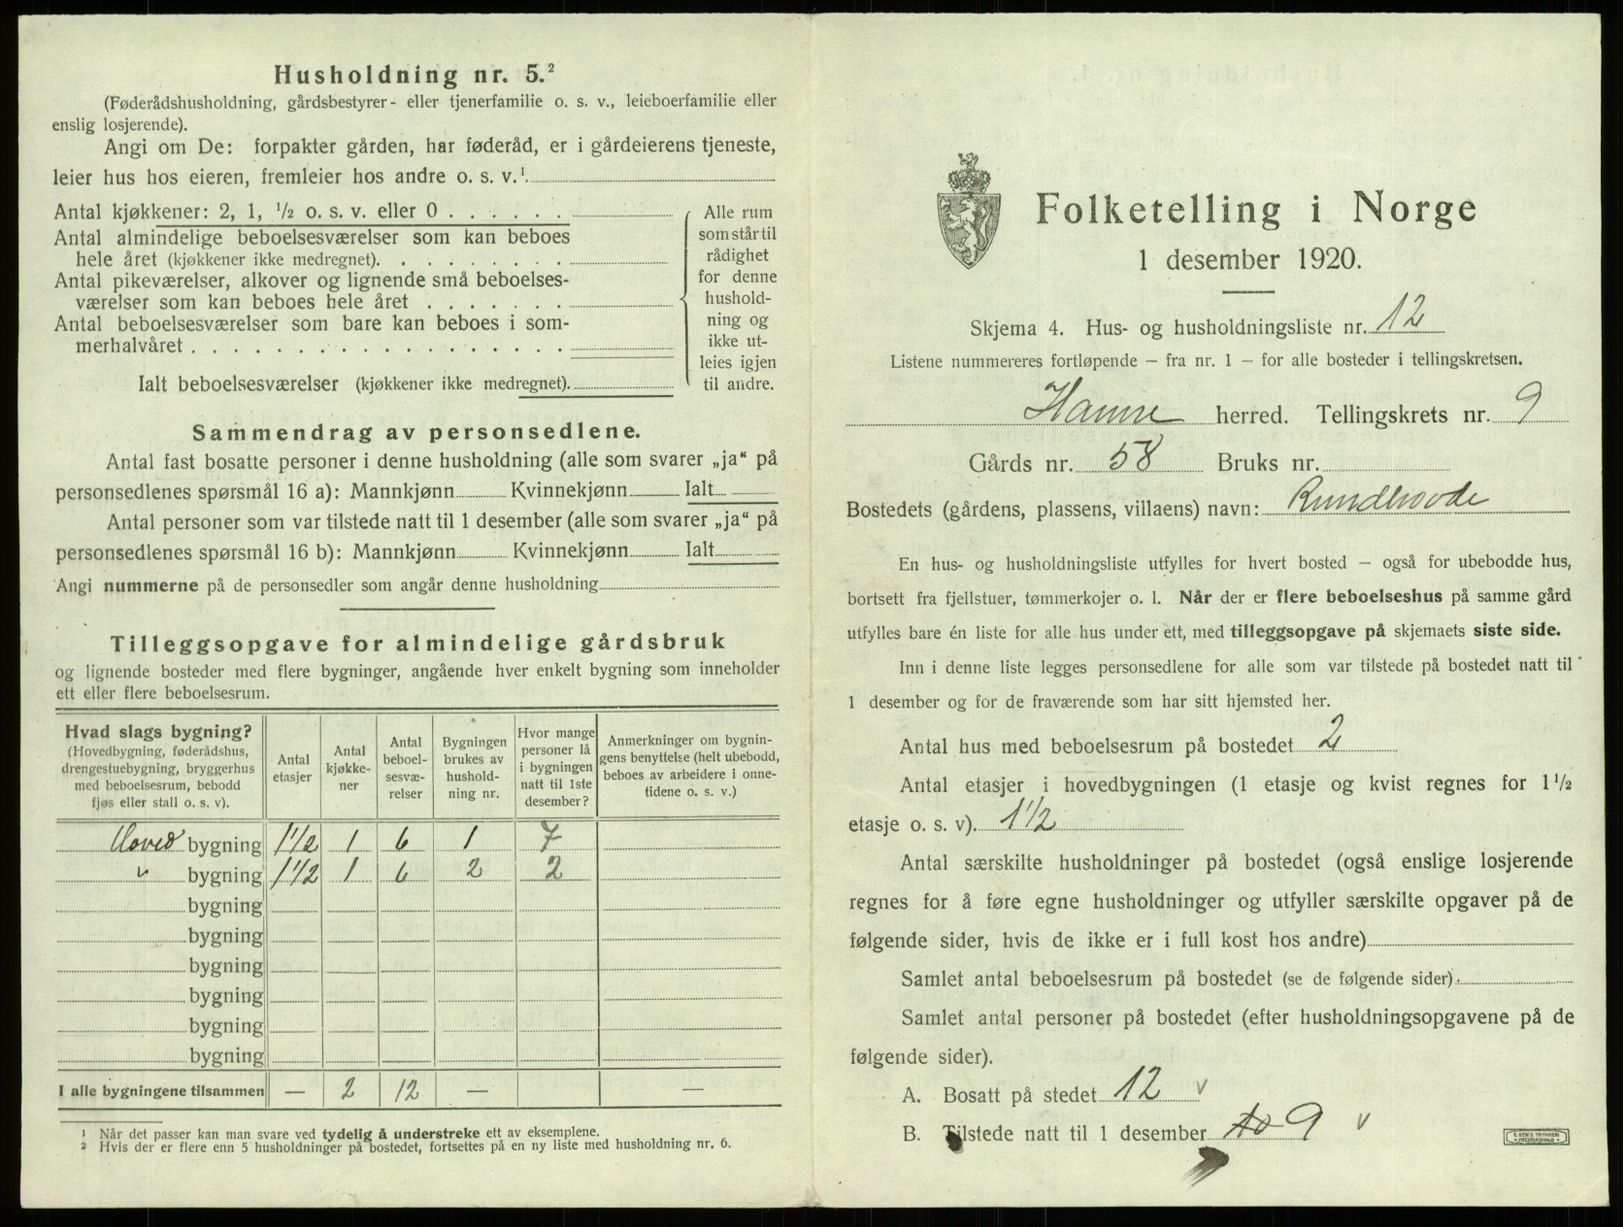 Husholdning nr. 5.²
(Føderådshusholdning, gårdsbestyrer- eller tjenerfamilie o. s. v., leieboerfamilie eller
enslig losjerende).
Angi om De: forpakter gården, har føderåd, er i gårdeierens tjeneste,
leier hus hos eieren, fremleier hos andre o. s. v.¹
Antal kjøkkener: 2, 1, ½ o. s. v. eller 0 . . . . . .
Antal almindelige beboelsesværelser som kan beboes
hele året (kjøkkener ikke medregnet). . . . . . . . .
Antal pikeværelser, alkover og lignende små beboelses-
værelser som kan beboes hele året . . . . . . .
Antal beboelsesværelser som bare kan beboes i som-
merhalvåret . . . . . . . . . . . . . . . . . .
Ialt beboelsesværelser (kjøkkener ikke medregnet).
Alle rum
som står til
rådighet
for denne
hushold-
ning og
ikke ut-
leies igjen
til andre.
Sammendrag av personsedlene.
Antal fast bosatte personer i denne husholdning (alle som svarer „ja“ på
personsedlenes spørsmål 16 a): Mannkjønn Kvinnekjønn Ialt
Antal personer som var tilstede natt til 1 desember (alle som svarer „ja“ på
personsedlenes spørsmål 16 b): Mannkjønn Kvinnekjønn Ialt
Angi nummerne på de personsedler som angår denne husholdning
Tilleggsopgave for almindelige gårdsbruk
og lignende bosteder med flere bygninger, angående hver enkelt bygning som inneholder
ett eller flere beboelsesrum.
Hvad slags bygning?
(Hovedbygning, føderådshus,
drengestuebygning, bryggerhus
med beboelsesrum, bebodd
fjøs eller stall o. s. v).
Antal
etasjer
Antal
kjøkke-
ner
Antal
beboel-
sesvæ-
relser
Bygningen
brukes av
hushold-
ning nr.
Hvor mange
personer lå
i bygningen
natt til 1ste
desember?
Anmerkninger om bygnin-
gens benyttelse (helt ubebodd,
beboes av arbeidere i onne-
tidene o. s. v.)
Hoved bygning 1½ 1 6 1 7
" bygning 1½ 1 6 2 2
bygning
bygning
bygning
bygning
bygning
bygning
I alle bygningene tilsammen — 2 12 — —
¹ Når det passer kan man svare ved tydelig å understreke ett av eksemplene.
² Hvis der er flere enn 5 husholdninger på bostedet, fortsettes på en ny liste med husholdning nr. 6.
Folketelling i Norge
1 desember 1920.
Skjema 4. Hus- og husholdningsliste nr. 12
Listene nummereres fortløpende — fra nr. 1 — for alle bosteder i tellingskretsen.
Hamre herred. Tellingskrets nr. 9
Gårds nr. 58 Bruks nr.
Bostedets (gårdens, plassens, villaens) navn: Rundhovde
En hus- og husholdningsliste utfylles for hvert bosted — også for ubebodde hus,
bortsett fra fjellstuer, tømmerkojer o. l. Når der er flere beboelseshus på samme gård
utfylles bare én liste for alle hus under ett, med tilleggsopgave på skjemaets siste side.
Inn i denne liste legges personsedlene for alle som var tilstede på bostedet natt til
1 desember og for de fraværende som har sitt hjemsted her.
Antal hus med beboelsesrum på bostedet 2
Antal etasjer i hovedbygningen (1 etasje og kvist regnes for 1½
etasje o. s. v). 1½
Antal særskilte husholdninger på bostedet (også enslige losjerende
regnes for å føre egne husholdninger og utfyller særskilte opgaver på de
følgende sider, hvis de ikke er i full kost hos andre)
Samlet antal beboelsesrum på bostedet (se de følgende sider).
Samlet antal personer på bostedet (efter husholdningsopgavene på de
følgende sider).
A. Bosatt på stedet 12 v
B. Tilstede natt til 1 desember 9 v